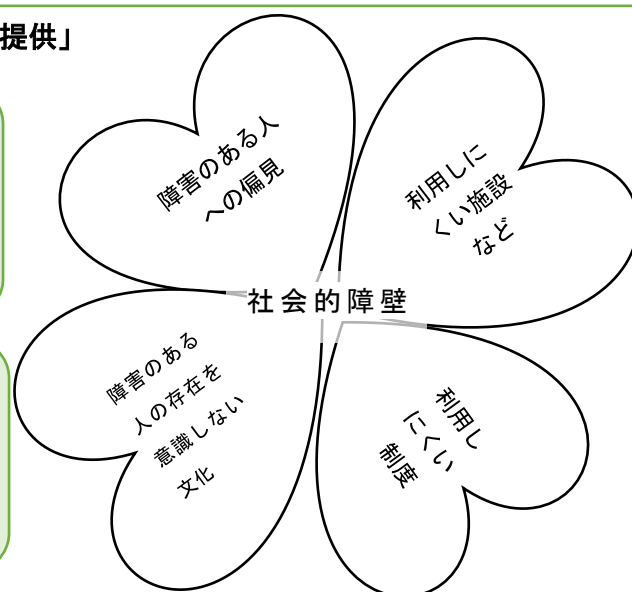 提供」
障害のある人
への偏見
利用しに
くい施設
など
社会的障壁
障害のある
人の存在を
意識しない
文化
利用し
にくい
制度